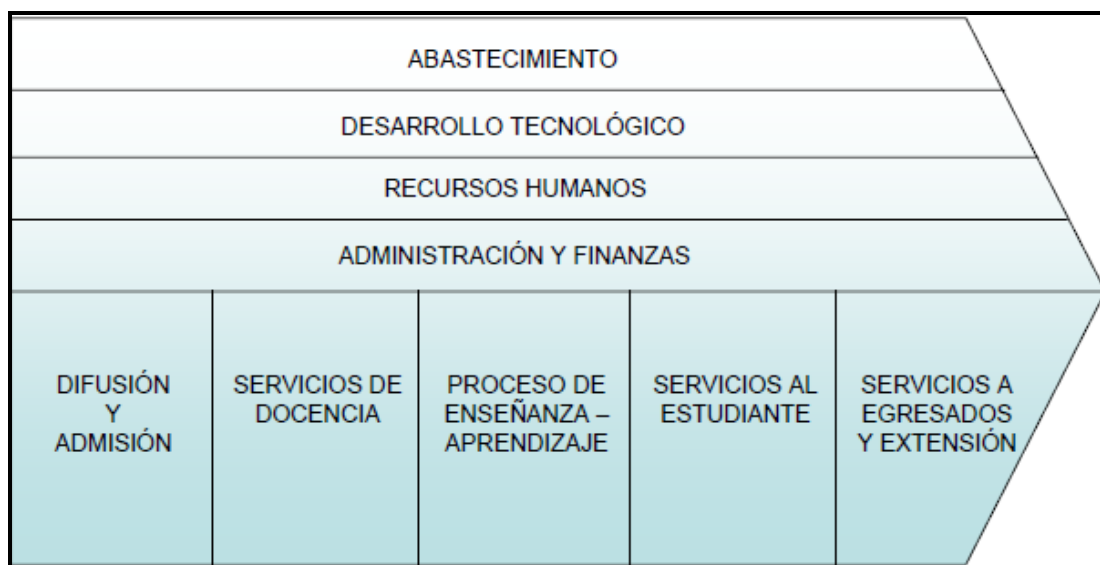 ABASTECIMIENTO
DESARROLLO TECNOLÓGICO
RECURSOS HUMANOS
ADMINISTRACIÓN Y FINANZAS
DIFUSIÓN
Y
ADMISIÓN
SERVICIOS DE
DOCENCIA
PROCESO DE
ENSEÑANZA –
APRENDIZAJE
SERVICIOS AL
ESTUDIANTE
SERVICIOS A
EGRESADOS
Y EXTENSIÓN